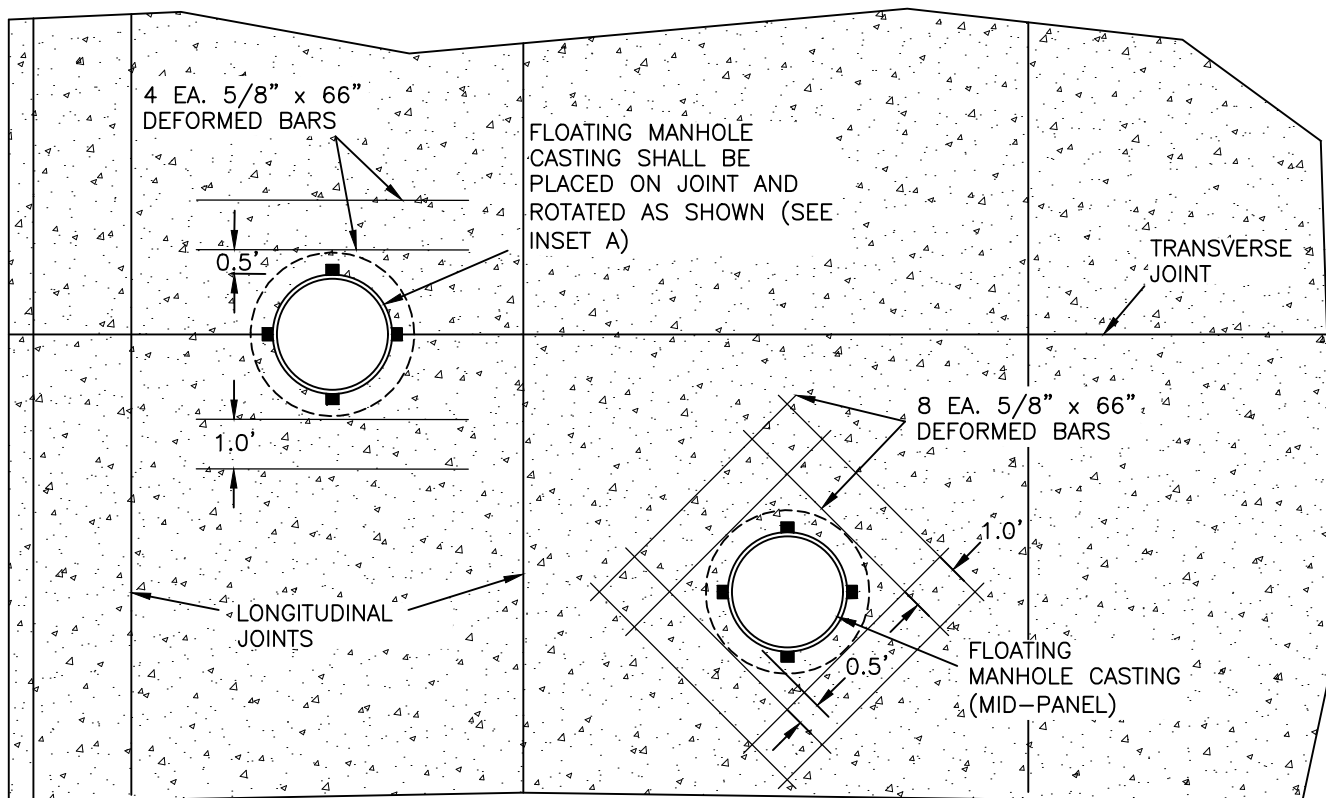 4 EA. 5/8” x 66”
DEFORMED BARS
FLOATING MANHOLE
CASTING SHALL BE
PLACED ON JOINT AND
ROTATED AS SHOWN (SEE
INSET A)
TRANSVERSE
JOINT
0.5’
1.0’
8 EA. 5/8” x 66”
DEFORMED BARS
1.0’
LONGITUDINAL
JOINTS
0.5’
FLOATING
MANHOLE CASTING
(MID–PANEL)